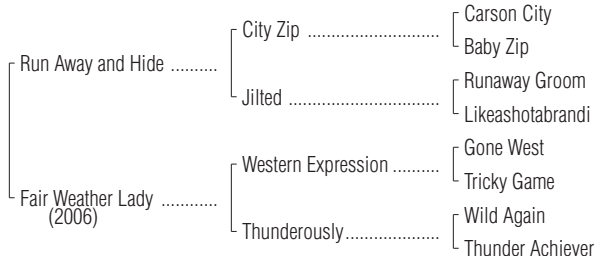 Carson City
City Zip ....................................
Baby Zip
Run Away and Hide ..........
Runaway Groom
Jilted .........................................
Likeashotabrandi
Gone West
Western Expression ..........
Tricky Game
Fair Weather Lady ............
(2006)
Wild Again
Thunderously.........................
Thunder Achiever